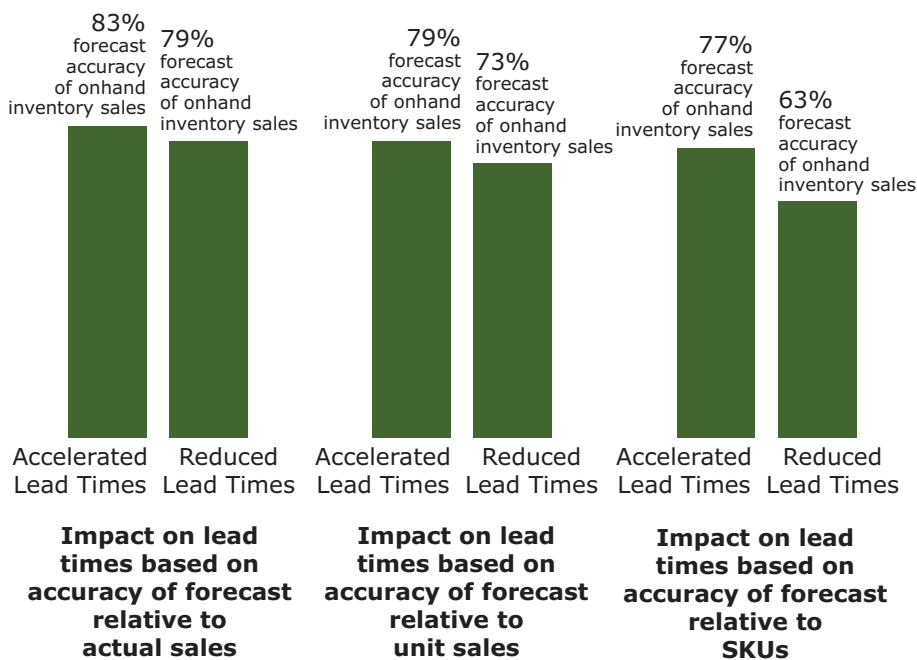 83%
forecast
accuracy
of onhand
inventory sales
79%
forecast
accuracy
of onhand
inventory sales
Accelerated
Lead Times
Reduced
Lead Times
Impact on lead
times based on
accuracy of forecast
relative to
actual sales
79%
forecast
accuracy
of onhand
inventory sales
73%
forecast
accuracy
of onhand
inventory sales
Accelerated
Lead Times
Reduced
Lead Times
Impact on lead
times based on
accuracy of forecast
relative to
unit sales
77%
forecast
accuracy
of onhand
inventory sales
63%
forecast
accuracy
of onhand
inventory sales
Accelerated
Lead Times
Reduced
Lead Times
Impact on lead
times based on
accuracy of forecast
relative to
SKUs